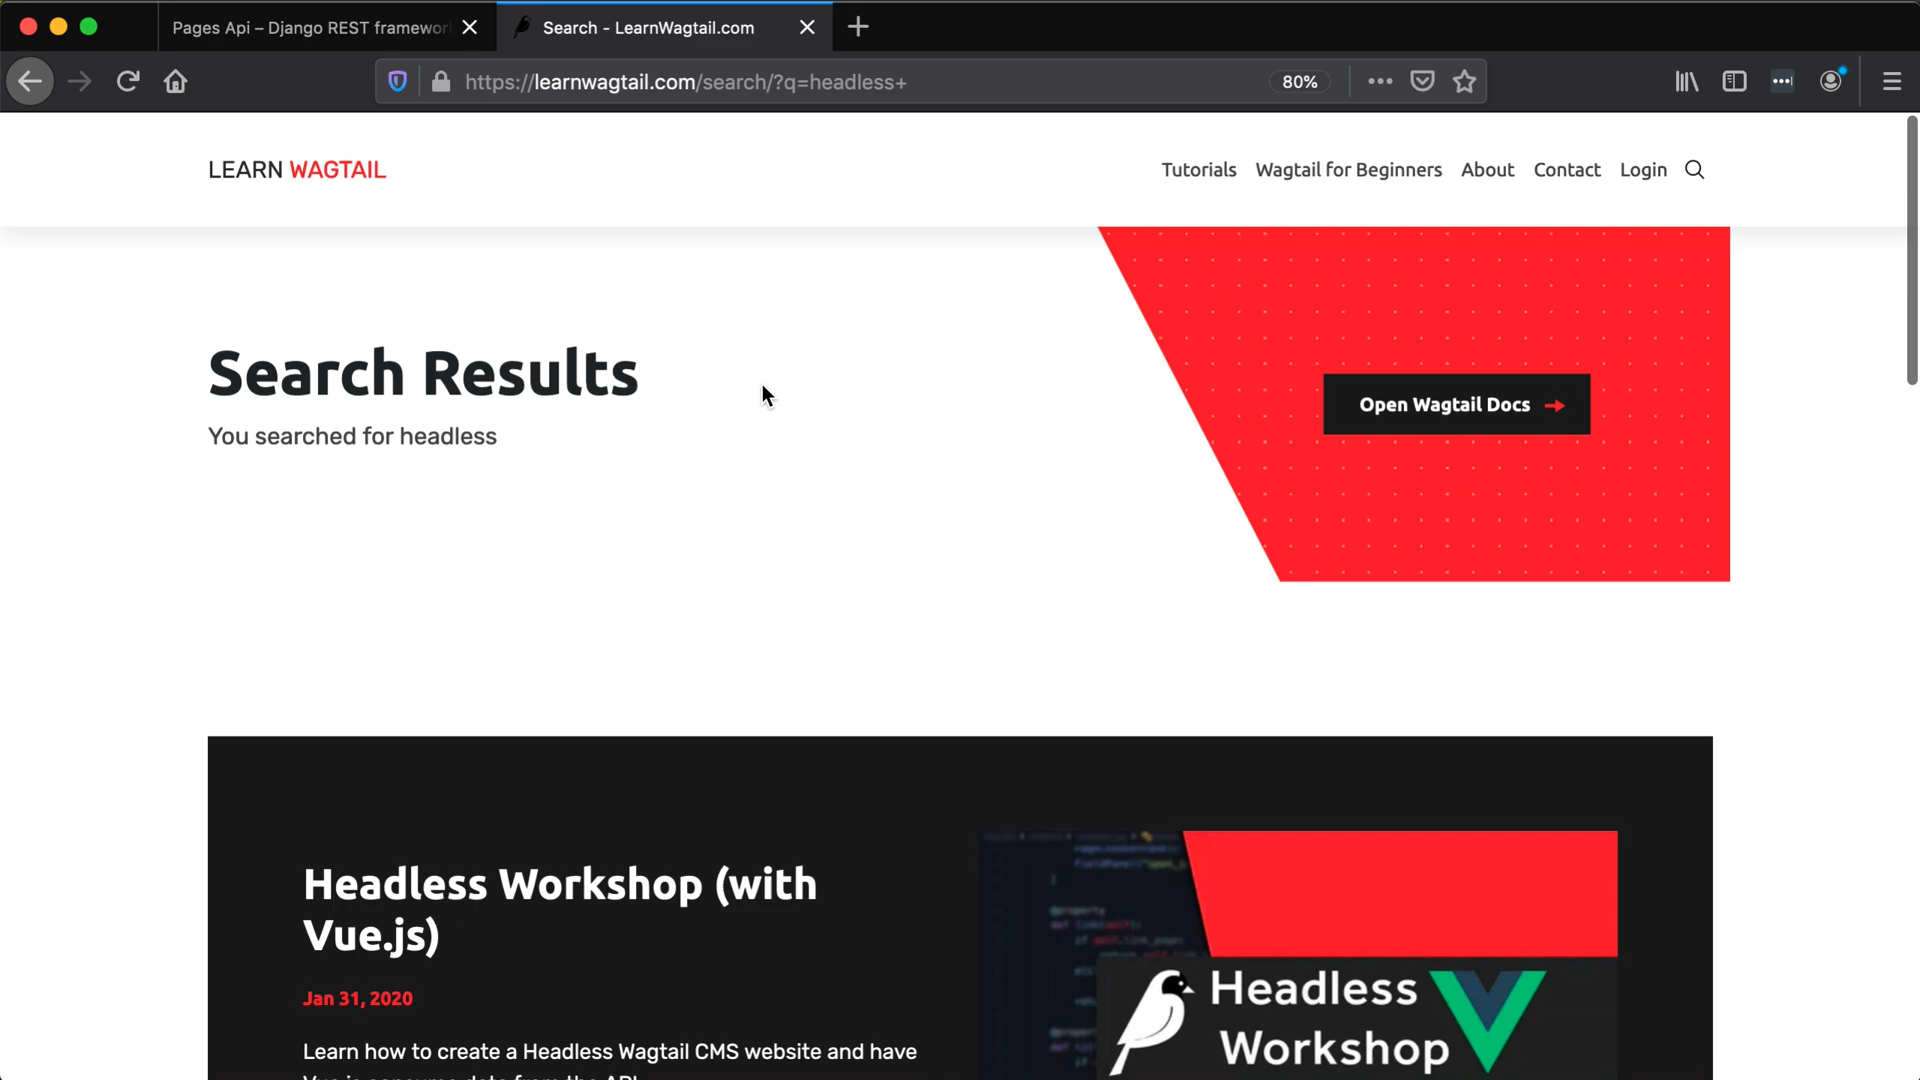 Pages Api – Django REST framewor
Search - LearnWagtail.com
https://learnwagtail.com/search/?q=headless+
80%
LEARN WAGTAIL
Tutorials
Wagtail for Beginners
About
Contact
Login
Search Results
You searched for headless
Open Wagtail Docs
Headless Workshop (with
Vue.js)
Jan 31, 2020
Learn how to create a Headless Wagtail CMS website and have
Headless
Workshop